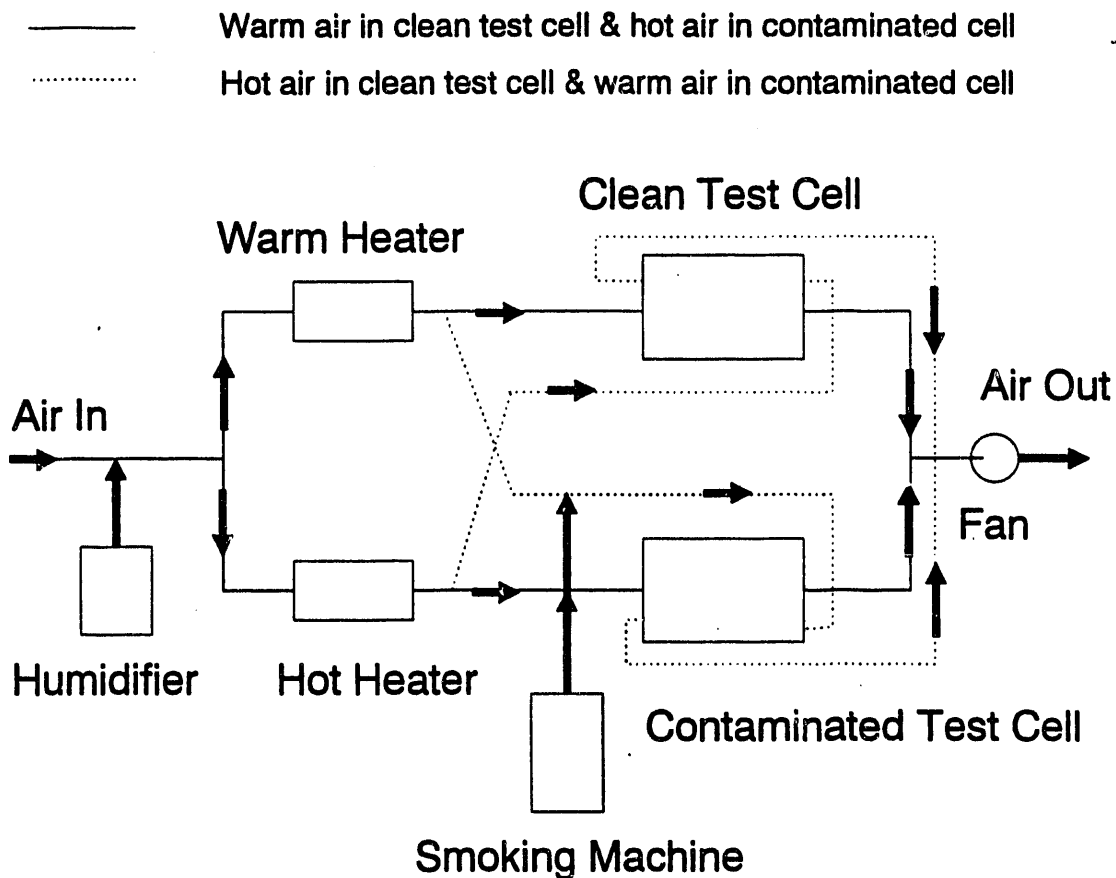 Warm air in clean test cell & hot air in contaminated cell
Hot air in clean test cell & warm air in contaminated cell
Clean Test Cell
Warm Heater
Air In
Air Out
Fan
Humidifier
Hot Heater
Contaminated Test Cell
Smoking Machine